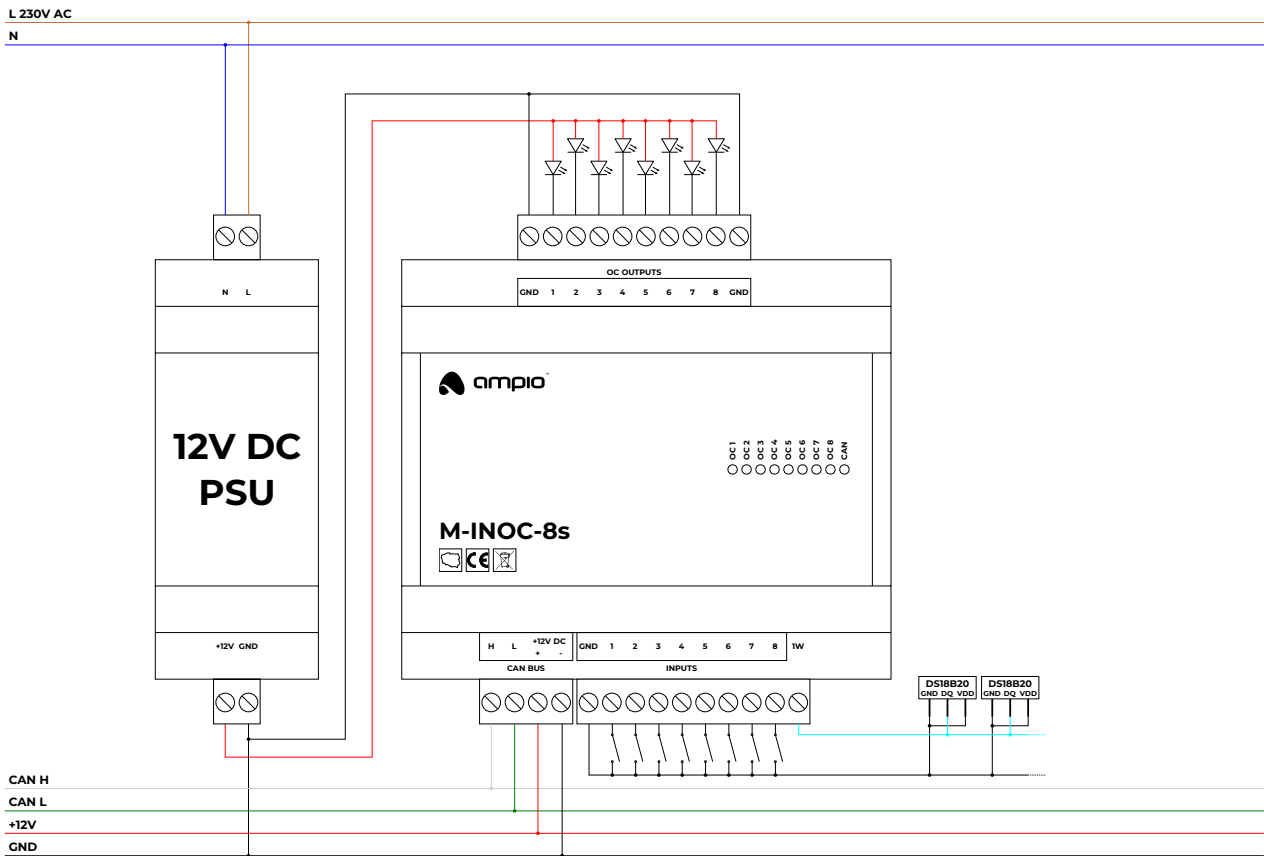 L 230V AC
N
OC OUTPUTS
N L
GND 1 2 3 4 5 6 7 8 GND
ampio™
12V DC
PSU
OC 1
OC 2
OC 3
OC 4
OC 5
OC 6
OC 7
OC 8
CAN
M-INOC-8s
CE
+12V GND
H L +12V DC
+ -
GND 1 2 3 4 5 6 7 8 1W
CAN BUS
INPUTS
DS18B20
GND DQ VDD
DS18B20
GND DQ VDD
CAN H
CAN L
+12V
GND